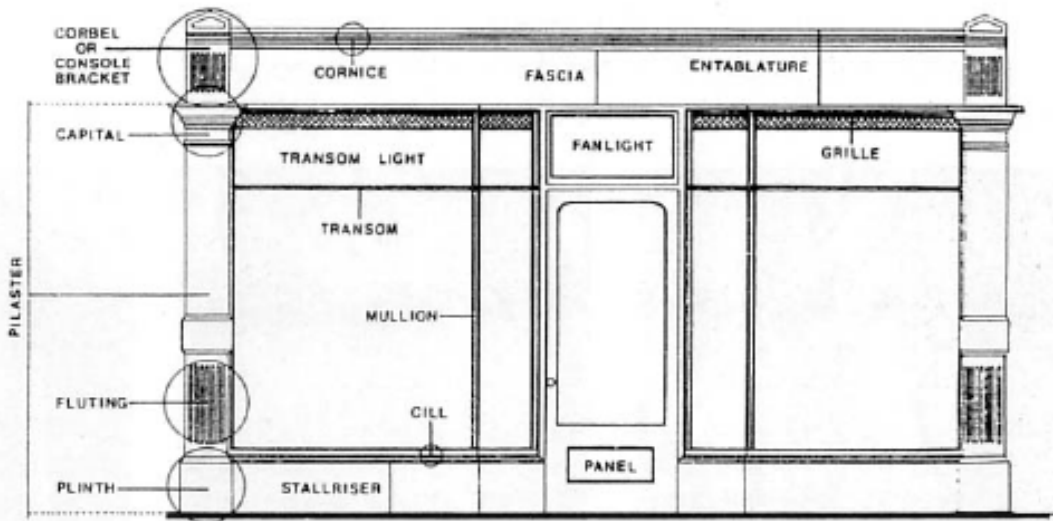 CORBEL
OR
CONSOLE
BRACKET
CORNICE
FASCIA
ENTABLATURE
CAPITAL
TRANSOM LIGHT
FANLIGHT
GRILLE
TRANSOM
PILASTER
MULLION
FLUTING
CILL
PANEL
PLINTH
STALLRISER